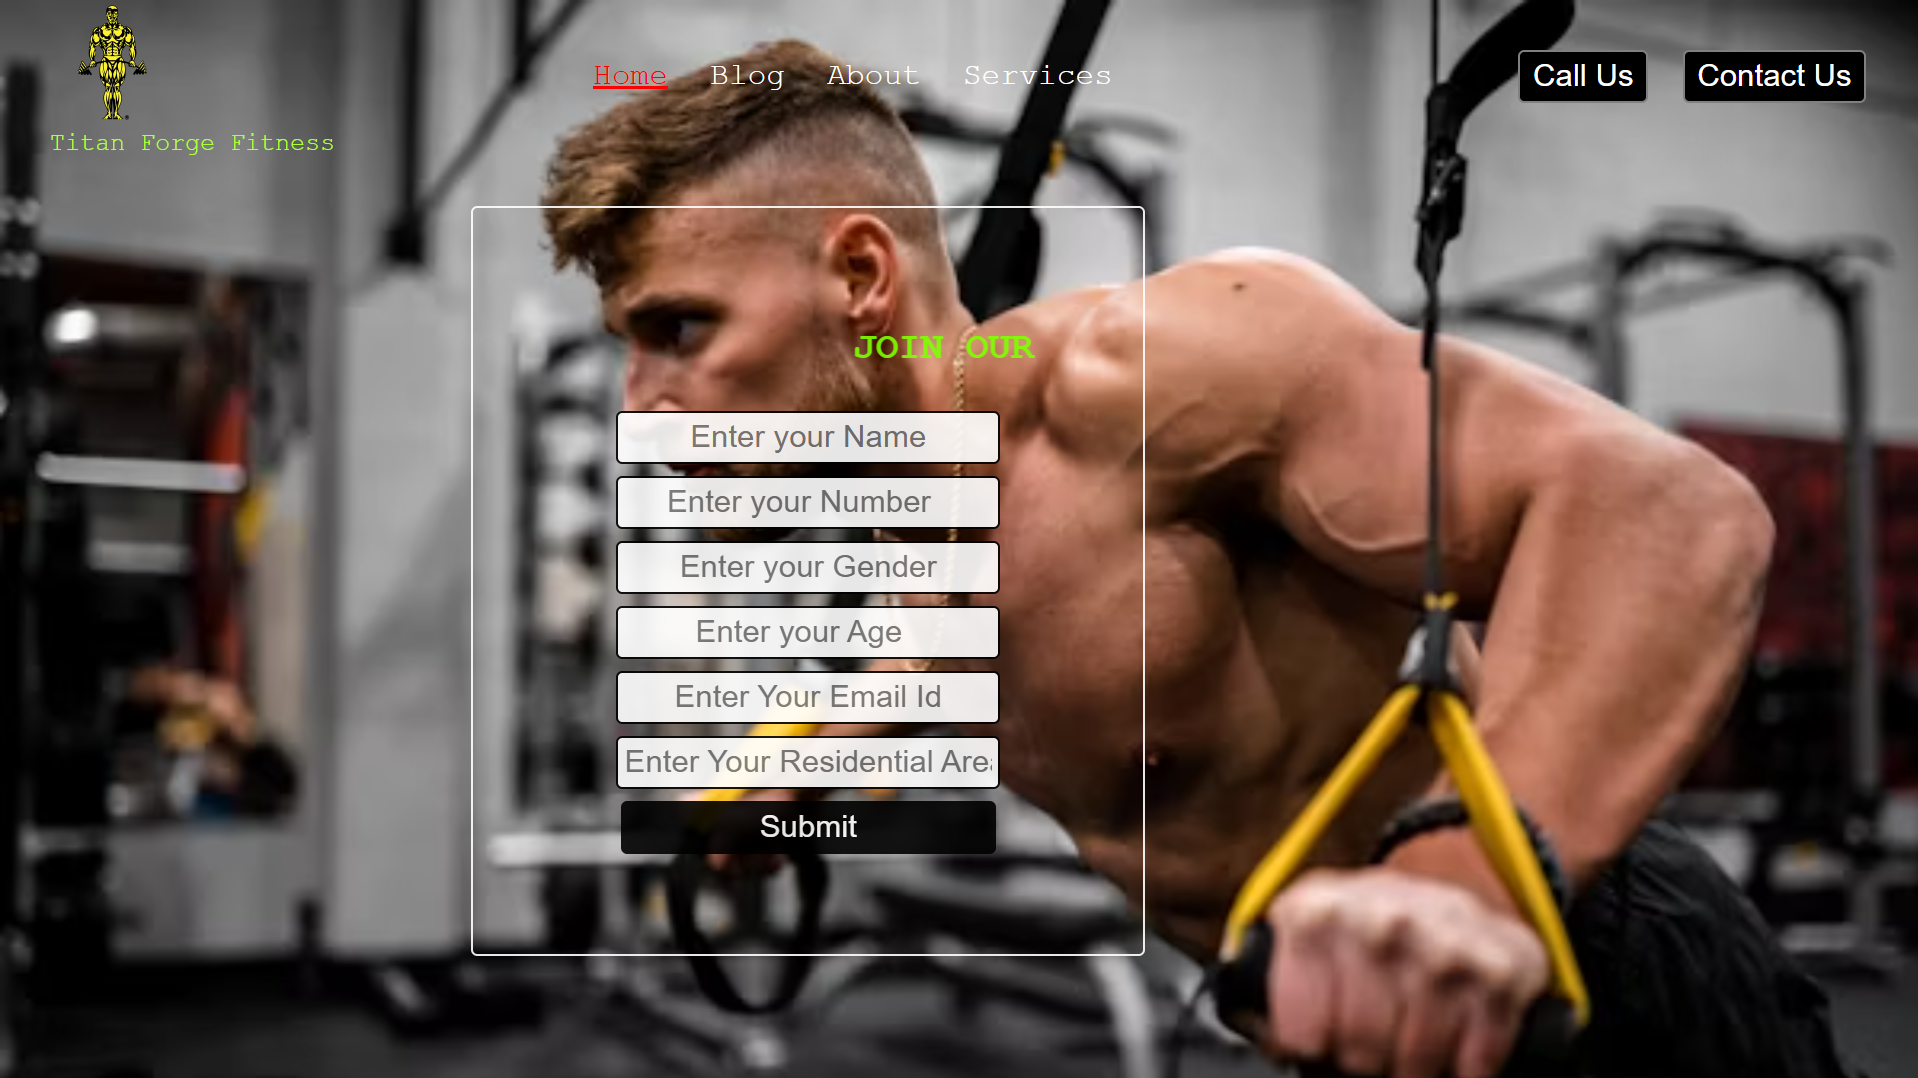 Home Blog About Services
Call Us Contact Us
Titan Forge Fitness
JOIN OUR
Enter your Name
Enter your Number
Enter your Gender
Enter your Age
Enter Your Email Id
Enter Your Residential Area
Submit